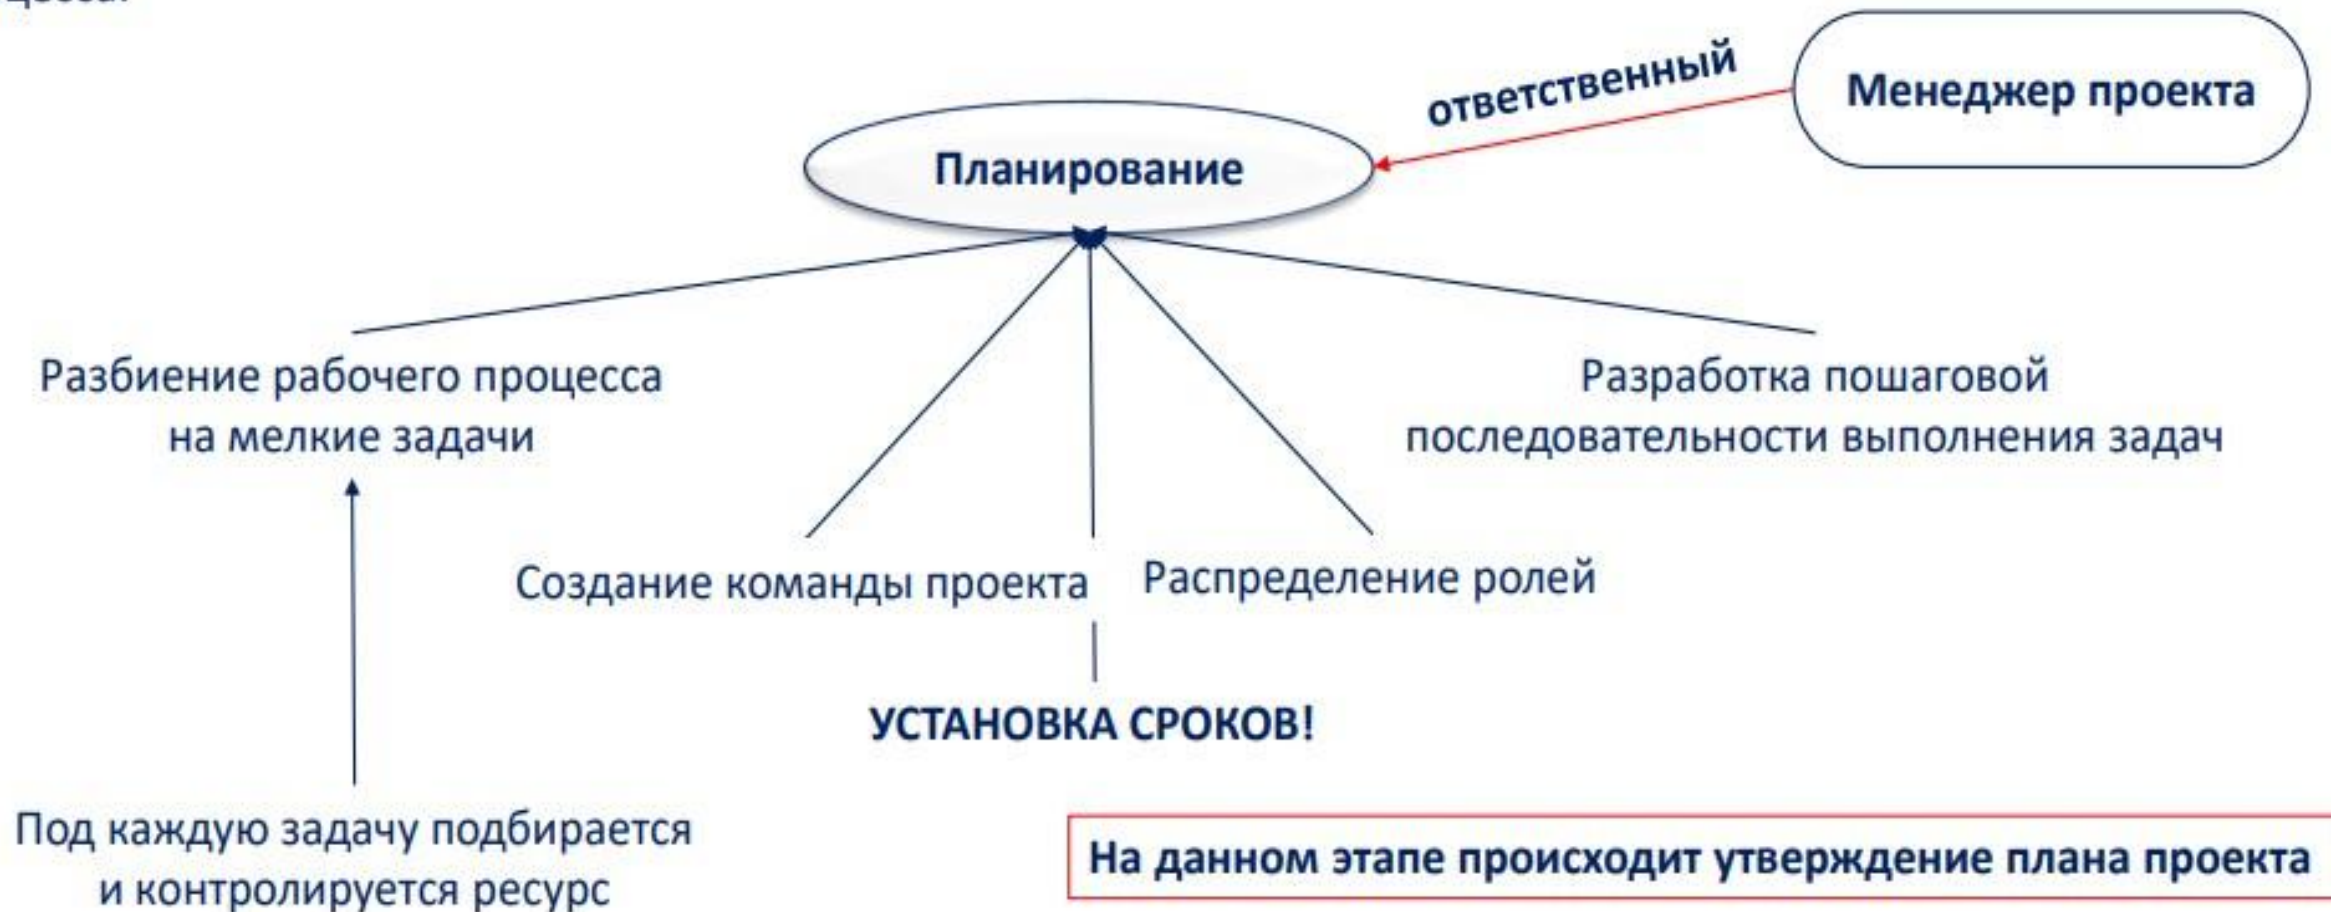 ответственный
Менеджер проекта
Планирование
Разбиение рабочего процесса
на мелкие задачи
Разработка пошаговой
последовательности выполнения задач
Создание команды проекта
Распределение ролей
УСТАНОВКА СРОКОВ!
Под каждую задачу подбирается
и контролируется ресурс
На данном этапе происходит утверждение плана проекта